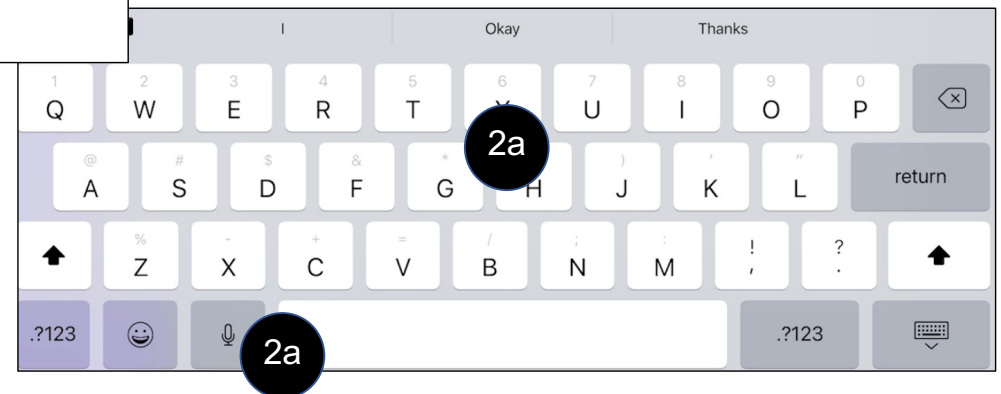 I Okay Thanks
1 2 3 4 5 6 7 8 9 0
Q W E R T U I O P
2a
@ # $ & * ) ' "
A S D F G H J K L return
% - + = / ; : ! ?
Z X C V B N M , .
.?123 .?123
2a